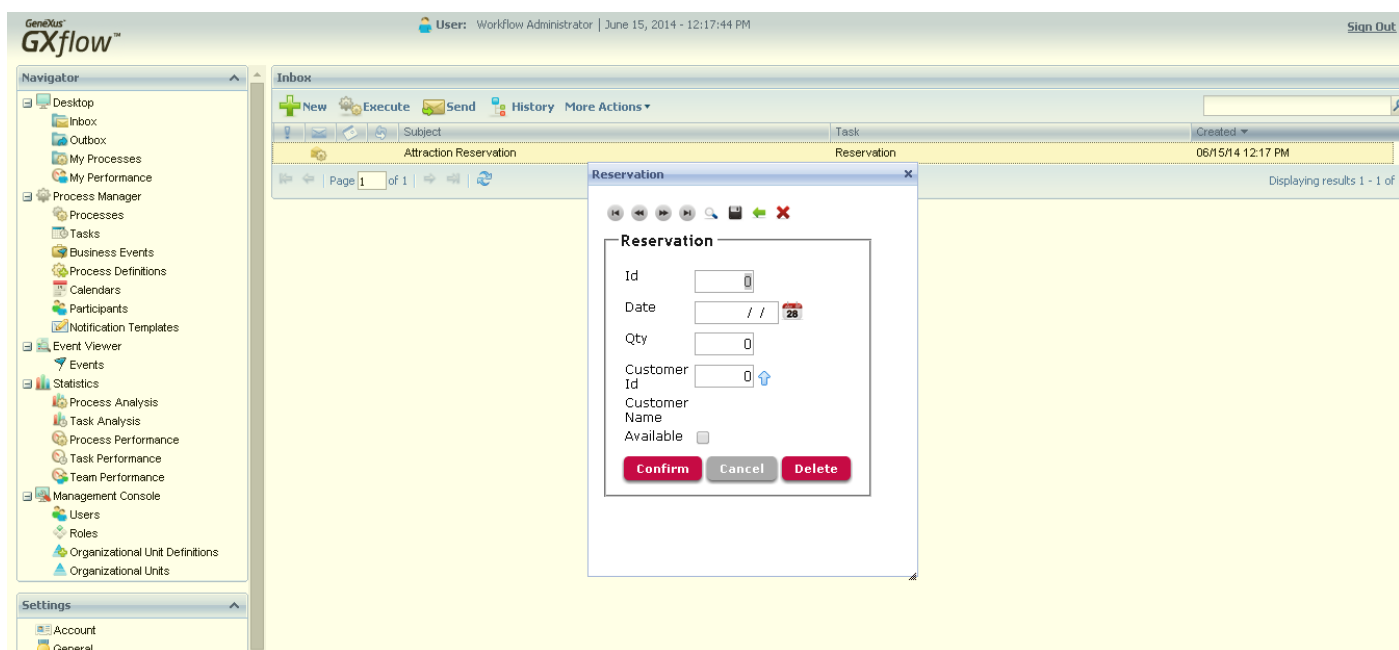 GeneXus™
GXflow™
User: Workflow Administrator | June 15, 2014 - 12:17:44 PM
Sign Out
Navigator
Desktop
Inbox
Outbox
My Processes
My Performance
Process Manager
Processes
Tasks
Business Events
Process Definitions
Calendars
Participants
Notification Templates
Event Viewer
Events
Statistics
Process Analysis
Task Analysis
Process Performance
Task Performance
Team Performance
Management Console
Users
Roles
Organizational Unit Definitions
Organizational Units
Settings
Account
General
Inbox
New Execute Send History More Actions
Subject Task Created
Attraction Reservation Reservation 06/15/14 12:17 PM
Page 1 of 1
Displaying results 1 - 1 of
Reservation x
Reservation
Id 0
Date / / 28
Qty 0
Customer Id 0
Customer Name
Available
Confirm Cancel Delete